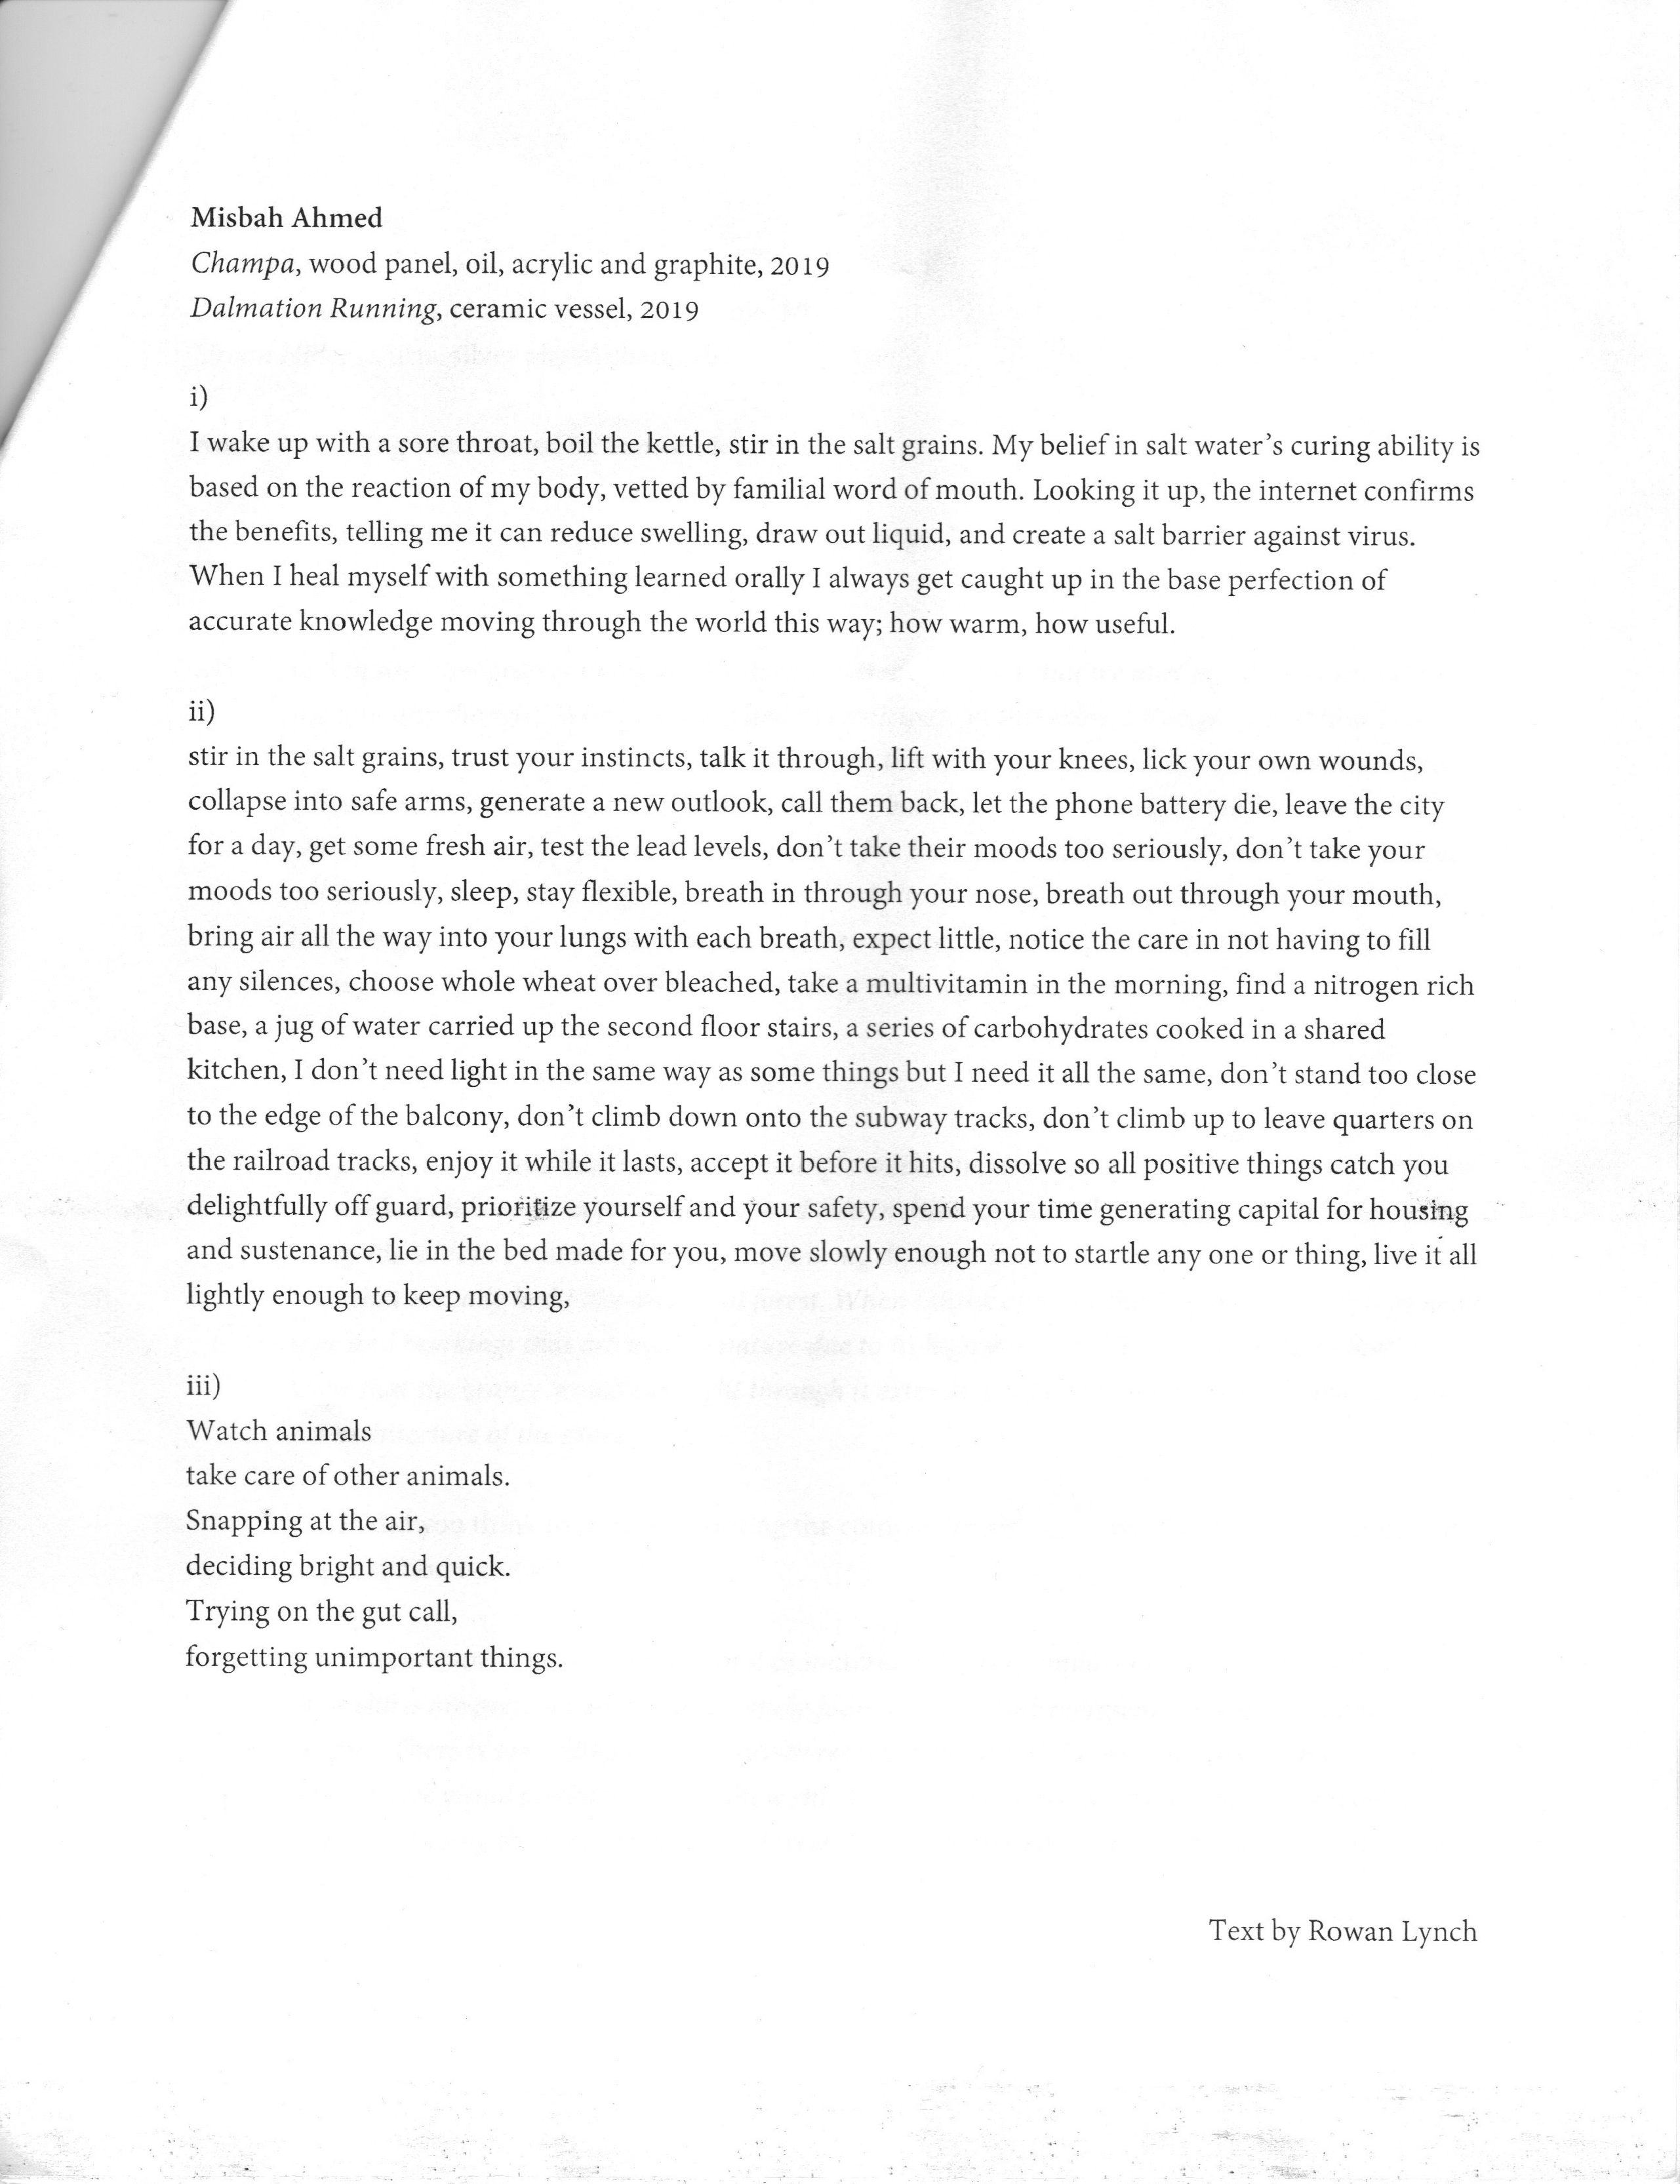 Misbah Ahmed
Champa, wood panel, oil, acrylic and graphite, 2019
Dalmation Running, ceramic vessel, 2019
i)
I wake up with a sore throat, boil the kettle, stir in the salt grains. My belief in salt water's curing ability is
based on the reaction of my body, vetted by familial word of mouth. Looking it up, the internet confirms
the benefits, telling me it can reduce swelling, draw out liquid, and create a salt barrier against virus.
When I heal myself with something learned orally I always get caught up in the base perfection of
accurate knowledge moving through the world this way; how warm, how useful.
ii)
stir in the salt grains, trust your instincts, talk it through, lift with your knees, lick your own wounds,
collapse into safe arms, generate a new outlook, call them back, let the phone battery die, leave the city
for a day, get some fresh air, test the lead levels, don't take their moods too seriously, don't take your
moods too seriously, sleep, stay flexible, breath in through your nose, breath out through your mouth,
bring air all the way into your lungs with each breath, expect little, notice the care in not having to fill
any silences, choose whole wheat over bleached, take a multivitamin in the morning, find a nitrogen rich
base, a jug of water carried up the second floor stairs, a series of carbohydrates cooked in a shared
kitchen, I don't need light in the same way as some things but I need it all the same, don't stand too close
to the edge of the balcony, don't climb down onto the subway tracks, don't climb up to leave quarters on
the railroad tracks, enjoy it while it lasts, accept it before it hits, dissolve so all positive things catch you
delightfully off guard, prioritize yourself and your safety, spend your time generating capital for housing
and sustenance, lie in the bed made for you, move slowly enough not to startle any one or thing, live it all
lightly enough to keep moving,
iii)
Watch animals
take care of other animals.
Snapping at the air,
deciding bright and quick.
Trying on the gut call,
forgetting unimportant things.
Text by Rowan Lynch